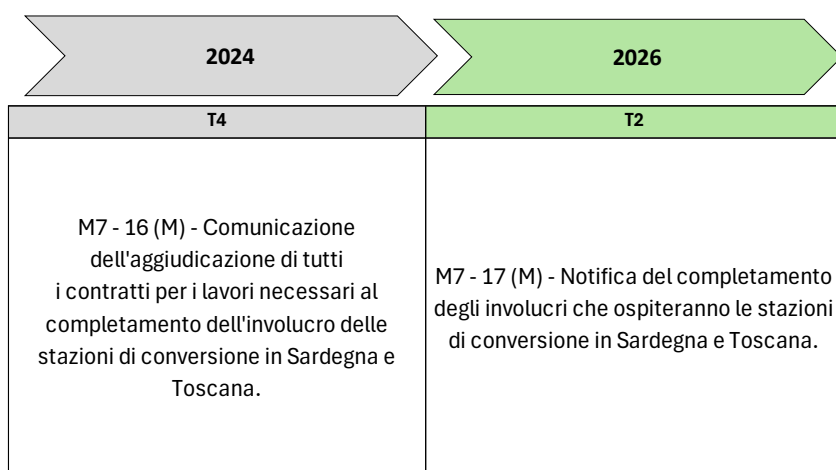 2024
2026
T4
T2
M7 - 16 (M) - Comunicazione
dell'aggiudicazione di tutti
i contratti per i lavori necessari al
completamento dell'involucro delle
stazioni di conversione in Sardegna e
Toscana.
M7 - 17 (M) - Notifica del completamento
degli involucri che ospiteranno le stazioni
di conversione in Sardegna e Toscana.